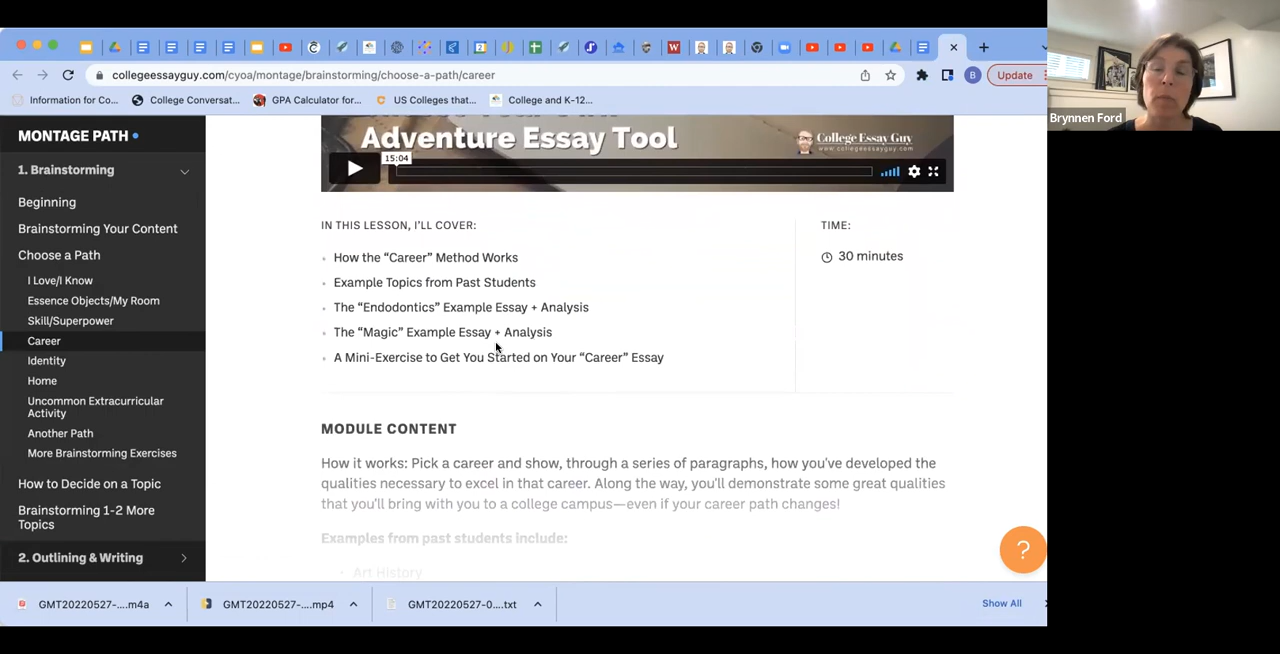 collegeessayguy.com/cyoa/montage/brainstorming/choose-a-path/career
B
Update
Information for Co...
College Conversat...
GPA Calculator for...
US Colleges that...
College and K-12...
Brynnen Ford
MONTAGE PATH
1. Brainstorming
Beginning
Brainstorming Your Content
Choose a Path
I Love/I Know
Essence Objects/My Room
Skill/Superpower
Career
Identity
Home
Uncommon Extracurricular
Activity
Another Path
More Brainstorming Exercises
How to Decide on a Topic
Brainstorming 1-2 More
Topics
2. Outlining & Writing
Adventure Essay Tool
College Essay Guy
www.collegeessayguy.com
15:04
IN THIS LESSON, I'LL COVER:
How the “Career” Method Works
Example Topics from Past Students
The “Endodontics” Example Essay + Analysis
The “Magic” Example Essay + Analysis
A Mini-Exercise to Get You Started on Your “Career” Essay
TIME:
30 minutes
MODULE CONTENT
How it works: Pick a career and show, through a series of paragraphs, how you've developed the
qualities necessary to excel in that career. Along the way, you'll demonstrate some great qualities
that you'll bring with you to a college campus—even if your career path changes!
Examples from past students include:
Art History
?
GMT20220527-....m4a
GMT20220527-....mp4
GMT20220527-0....txt
Show All